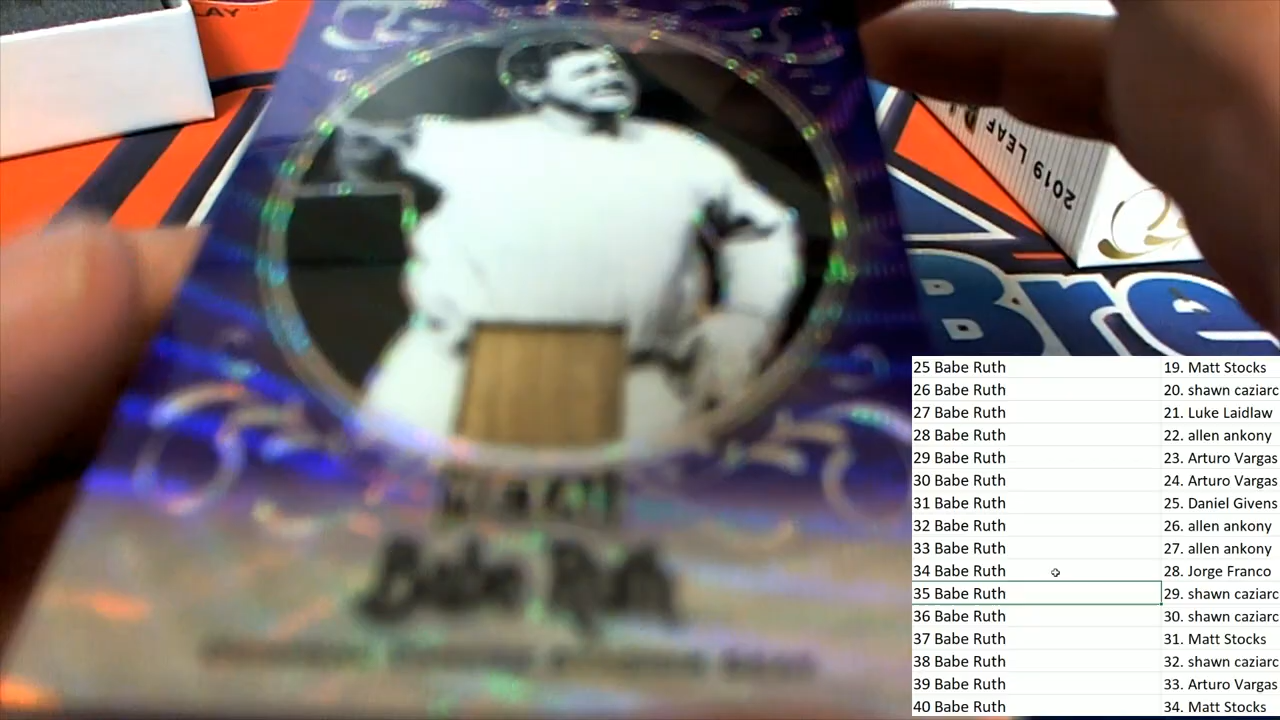 LAY
2019 LEAF
Bre
Babe Ruth
25 Babe Ruth 19. Matt Stocks
26 Babe Ruth 20. shawn caziarc
27 Babe Ruth 21. Luke Laidlaw
28 Babe Ruth 22. allen ankony
29 Babe Ruth 23. Arturo Vargas
30 Babe Ruth 24. Arturo Vargas
31 Babe Ruth 25. Daniel Givens
32 Babe Ruth 26. allen ankony
33 Babe Ruth 27. allen ankony
34 Babe Ruth 28. Jorge Franco
35 Babe Ruth 29. shawn caziarc
36 Babe Ruth 30. shawn caziarc
37 Babe Ruth 31. Matt Stocks
38 Babe Ruth 32. shawn caziarc
39 Babe Ruth 33. Arturo Vargas
40 Babe Ruth 34. Matt Stocks